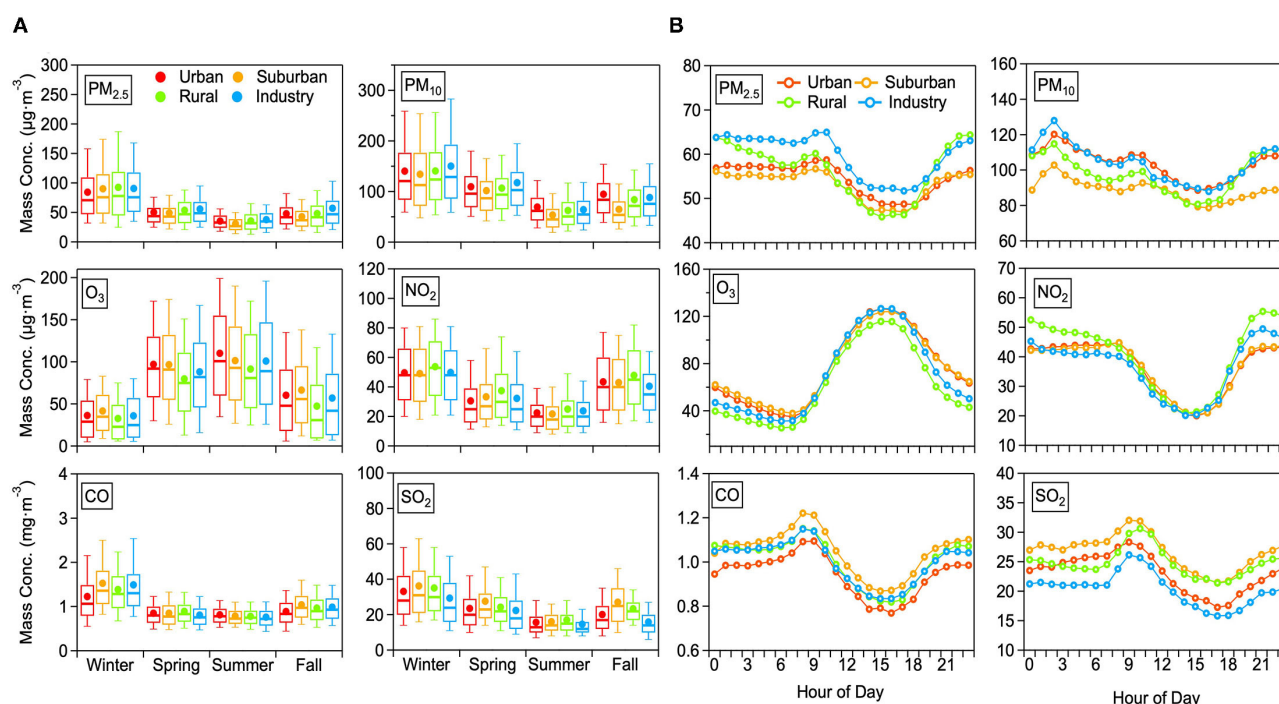 A
B
Mass Conc. (μg·m⁻³)
300
250
200
150
100
50
0
PM₂.₅
Urban
Suburban
Rural
Industry
300
200
100
0
PM₁₀
Mass Conc. (μg·m⁻³)
200
150
100
50
0
O₃
120
100
80
60
40
20
0
NO₂
Mass Conc. (mg·m⁻³)
4
3
2
1
0
CO
100
80
60
40
20
0
SO₂
Winter Spring Summer Fall
Winter Spring Summer Fall
80
70
60
50
40
PM₂.₅
Urban
Suburban
Rural
Industry
160
140
120
100
80
60
PM₁₀
160
120
80
40
O₃
70
60
50
40
30
20
10
NO₂
1.4
1.2
1.0
0.8
0.6
CO
40
35
30
25
20
15
10
SO₂
0 3 6 9 12 15 18 21
0 3 6 9 12 15 18 21
Hour of Day
Hour of Day